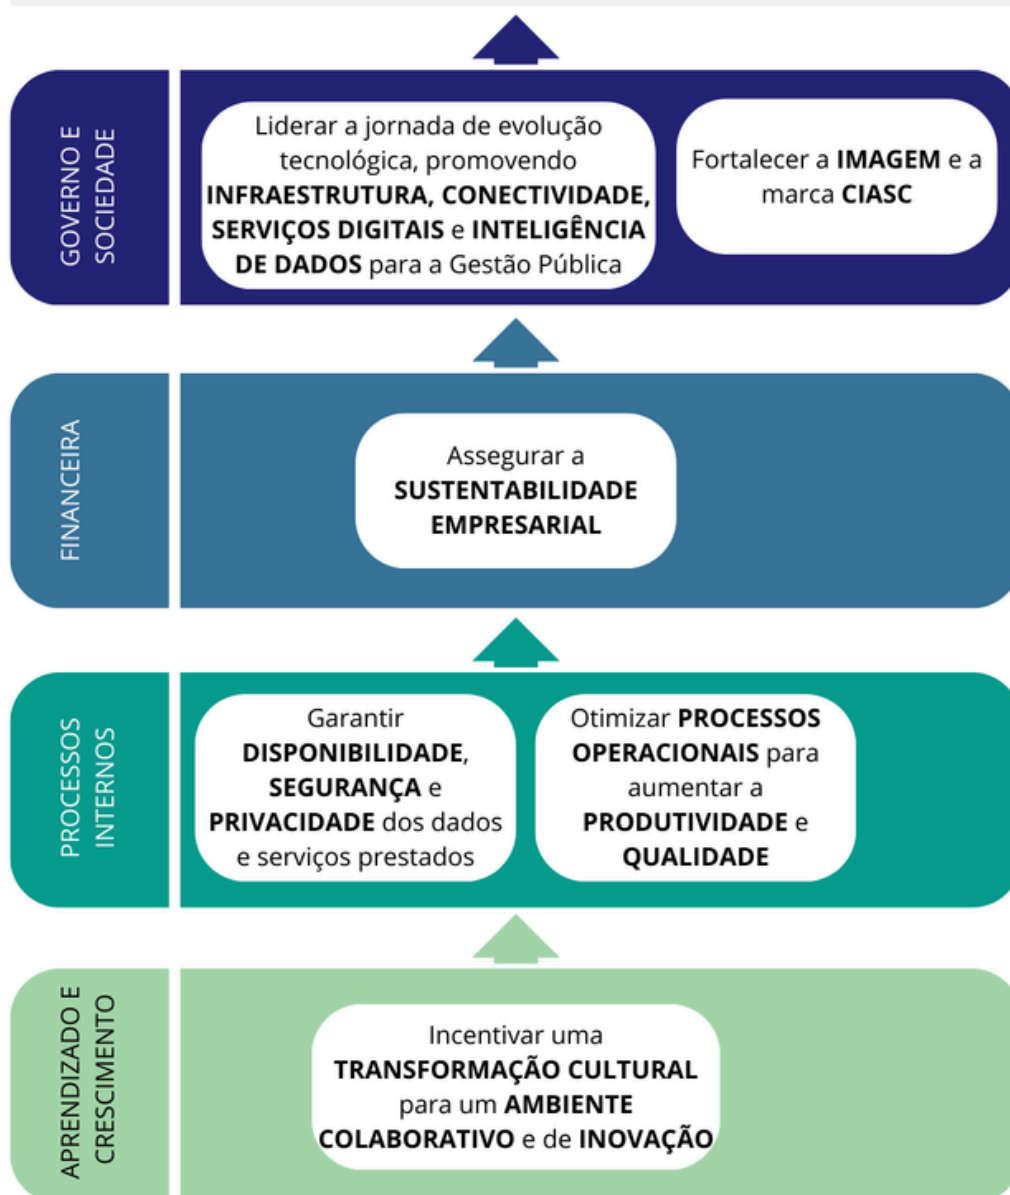 GOVERNO E
SOCIEDADE
Liderar a jornada de evolução
tecnológica, promovendo
INFRAESTRUTURA, CONECTIVIDADE,
SERVIÇOS DIGITAIS e INTELIGÊNCIA
DE DADOS para a Gestão Pública
Fortalecer a IMAGEM e a
marca CIASC
FINANCEIRA
Assegurar a
SUSTENTABILIDADE
EMPRESARIAL
PROCESSOS
INTERNOS
Garantir
DISPONIBILIDADE,
SEGURANÇA e
PRIVACIDADE dos dados
e serviços prestados
Otimizar PROCESSOS
OPERACIONAIS para
aumentar a
PRODUTIVIDADE e
QUALIDADE
APRENDIZADO E
CRESCIMENTO
Incentivar uma
TRANSFORMAÇÃO CULTURAL
para um AMBIENTE
COLABORATIVO e de INOVAÇÃO